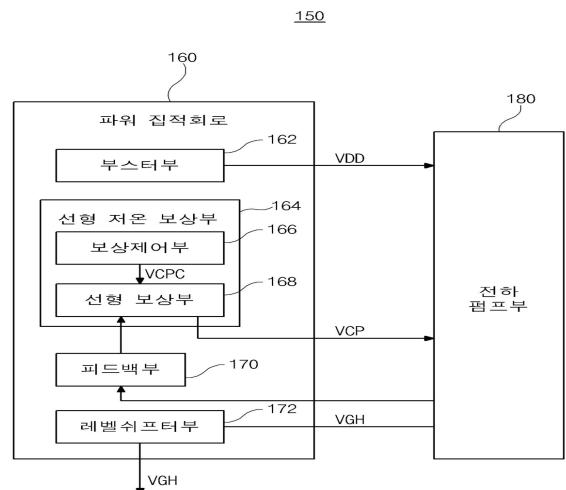 150
160
파워 집적회로
180
162
부스터부
VDD
164
선형 저온 보상부
166
보상제어부
VCPC
168
선형 보상부
전하
펌프부
VCP
피드백부
170
172
레벨쉬프터부
VGH
VGH